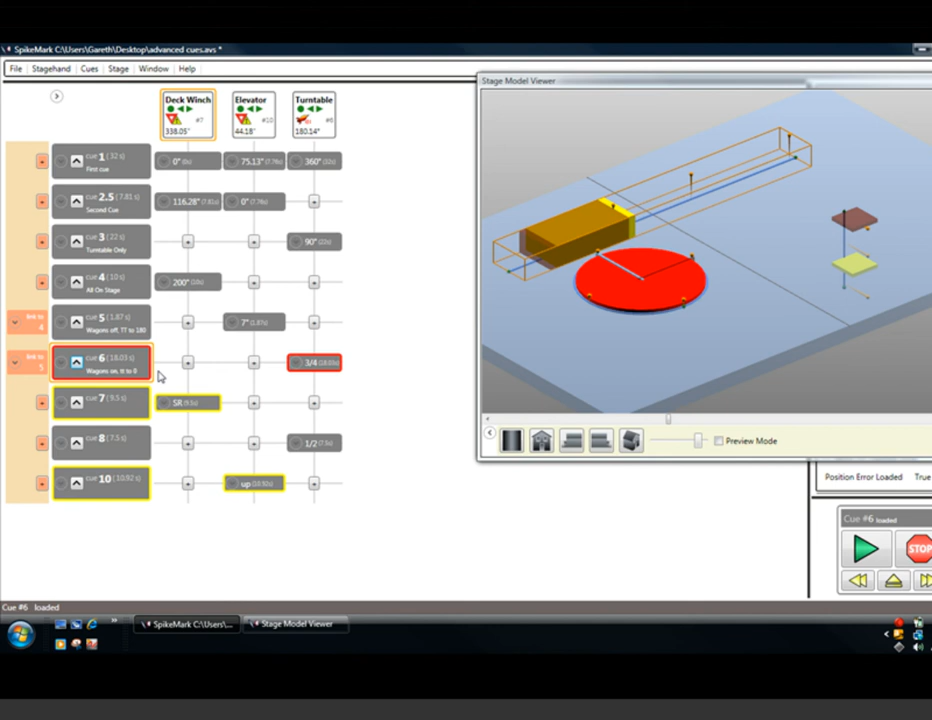 SpikeMark C:\Users\Gareth\Desktop\advanced cues.avs *
File Stagehand Cues Stage Window Help
Stage Model Viewer
Deck Winch Elevator Turntable
#7 #10 #6
338.05" 44.18" 180.14°
cue 1 (32 s) 0" (0s) 75.13" (7.76s) 360° (32s)
First cue
cue 2.5 (7.81 s) 116.28" (7.81s) 0" (7.76s)
Second Cue
cue 3 (22 s) 90°
Turntable Only
cue 4 (10 s) 200" (10s)
All On Stage
link to
4
cue 5 (1.87 s) 7" (1.87s)
Wagons off, TT to 180
link to
5
cue 6 (18.03 s) 3/4 (18.03s)
Wagons on, tt to 0
cue 7 (9.5 s) SR (9.5s)
cue 8 (7.5 s) 1/2 (7.5s)
cue 10 (10.92 s) up (10.92s)
Preview Mode
Position Error Loaded True
Cue #6 loaded
STOP
Cue #6 loaded
SpikeMark C:\Users\... Stage Model Viewer